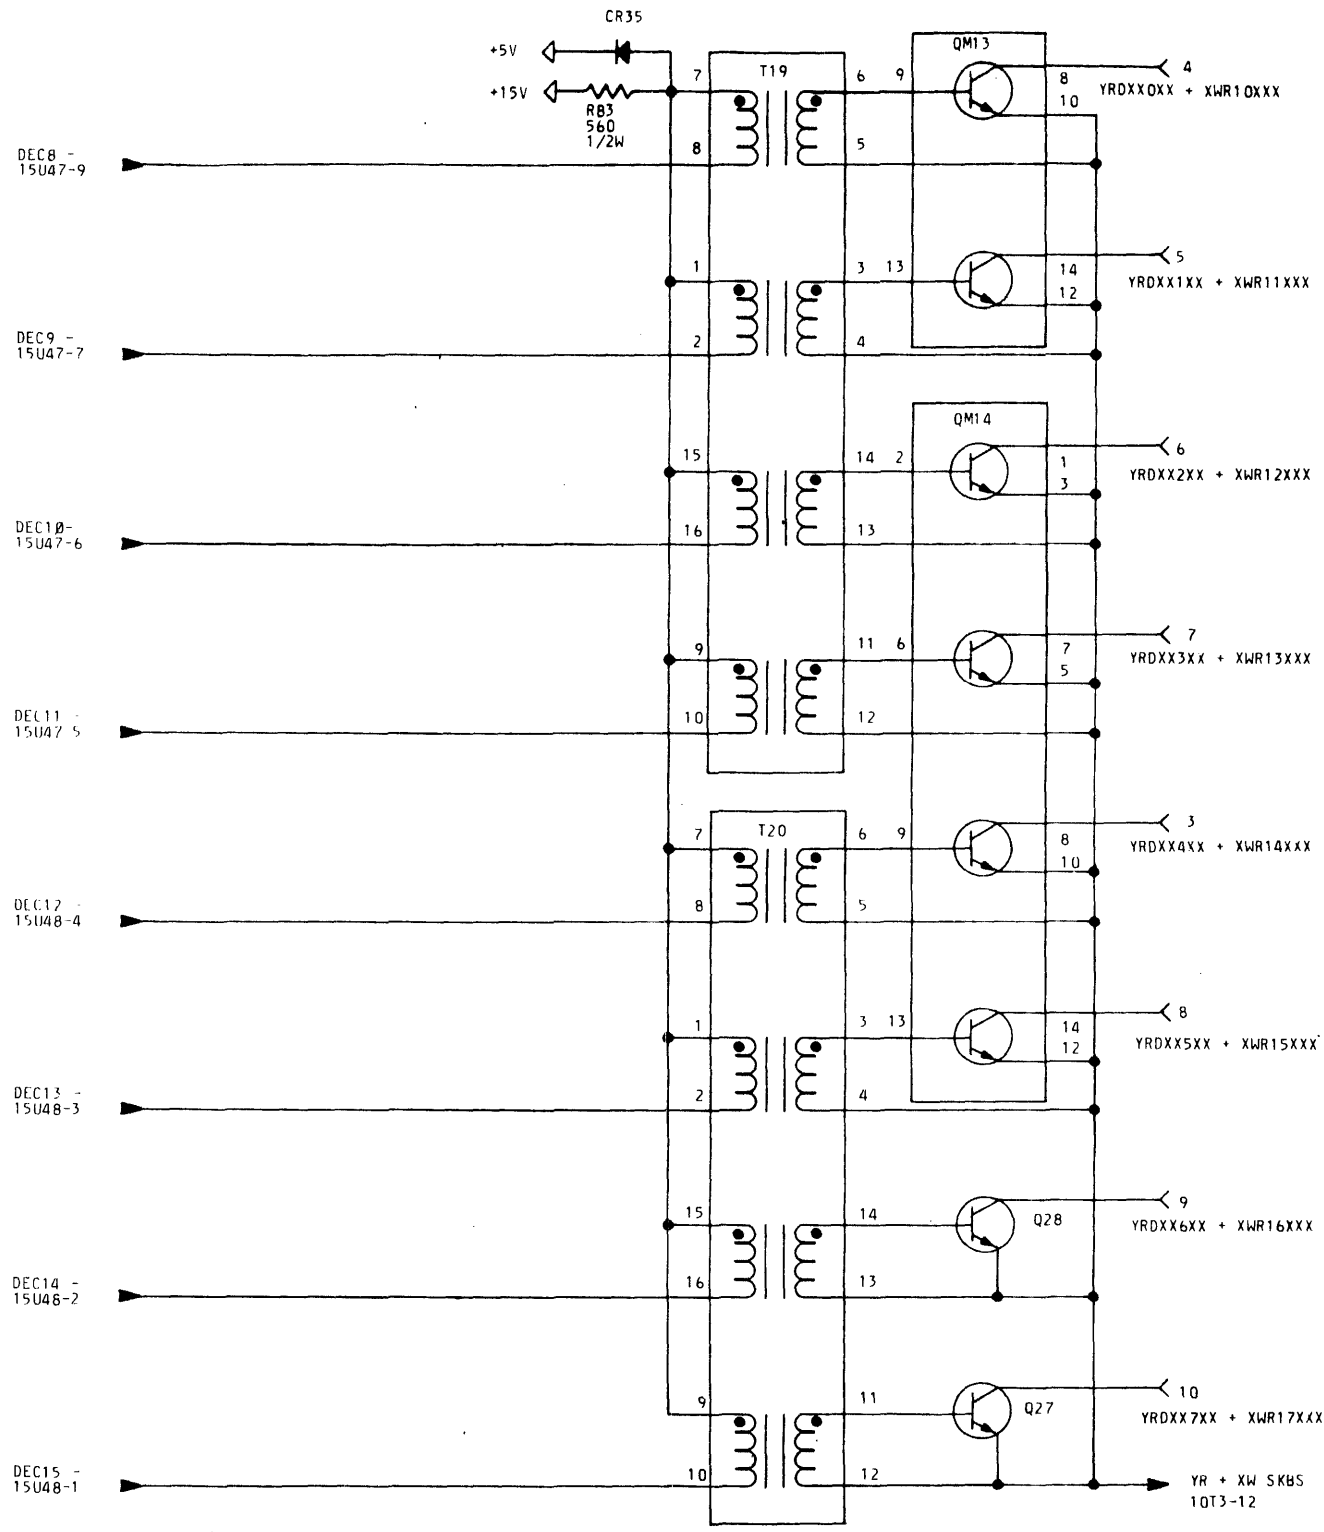 CR35
+5V
+15V
R83
560
1/2W
7
T19
6
9
QM13
4
8
YRDXX0XX + XWR10XXX
10
DEC8 -
15U47-9
8
5
1
3
13
5
14
YRDXX1XX + XWR11XXX
12
DEC9 -
15U47-7
2
4
QM14
15
14
2
6
1
YRDXX2XX + XWR12XXX
3
DEC1Ø-
15U47-6
16
13
9
11
6
7
7
YRDXX3XX + XWR13XXX
5
DEC11 -
15U47 5
10
12
7
T20
6
9
3
8
YRDXX4XX + XWR14XXX
10
DEC12 -
15U48-4
8
5
1
3
13
8
14
YRDXX5XX + XWR15XXX
12
DEC13 -
15U48-3
2
4
15
14
Q28
9
YRDXX6XX + XWR16XXX
DEC14 -
15U48-2
16
13
9
11
Q27
10
YRDXX7XX + XWR17XXX
DEC15 -
15U48-1
10
12
YR + XW SKBS
10T3-12